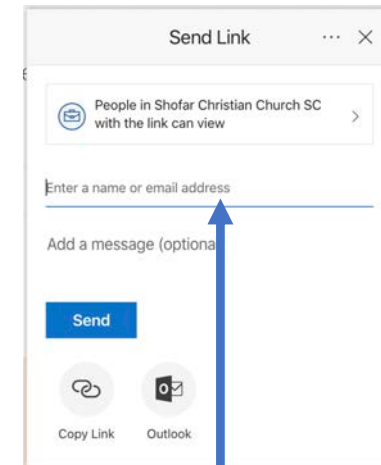 Send Link
People in Shofar Christian Church SC
with the link can view
Enter a name or email address
Add a message (optiona
Send
Copy Link
Outlook